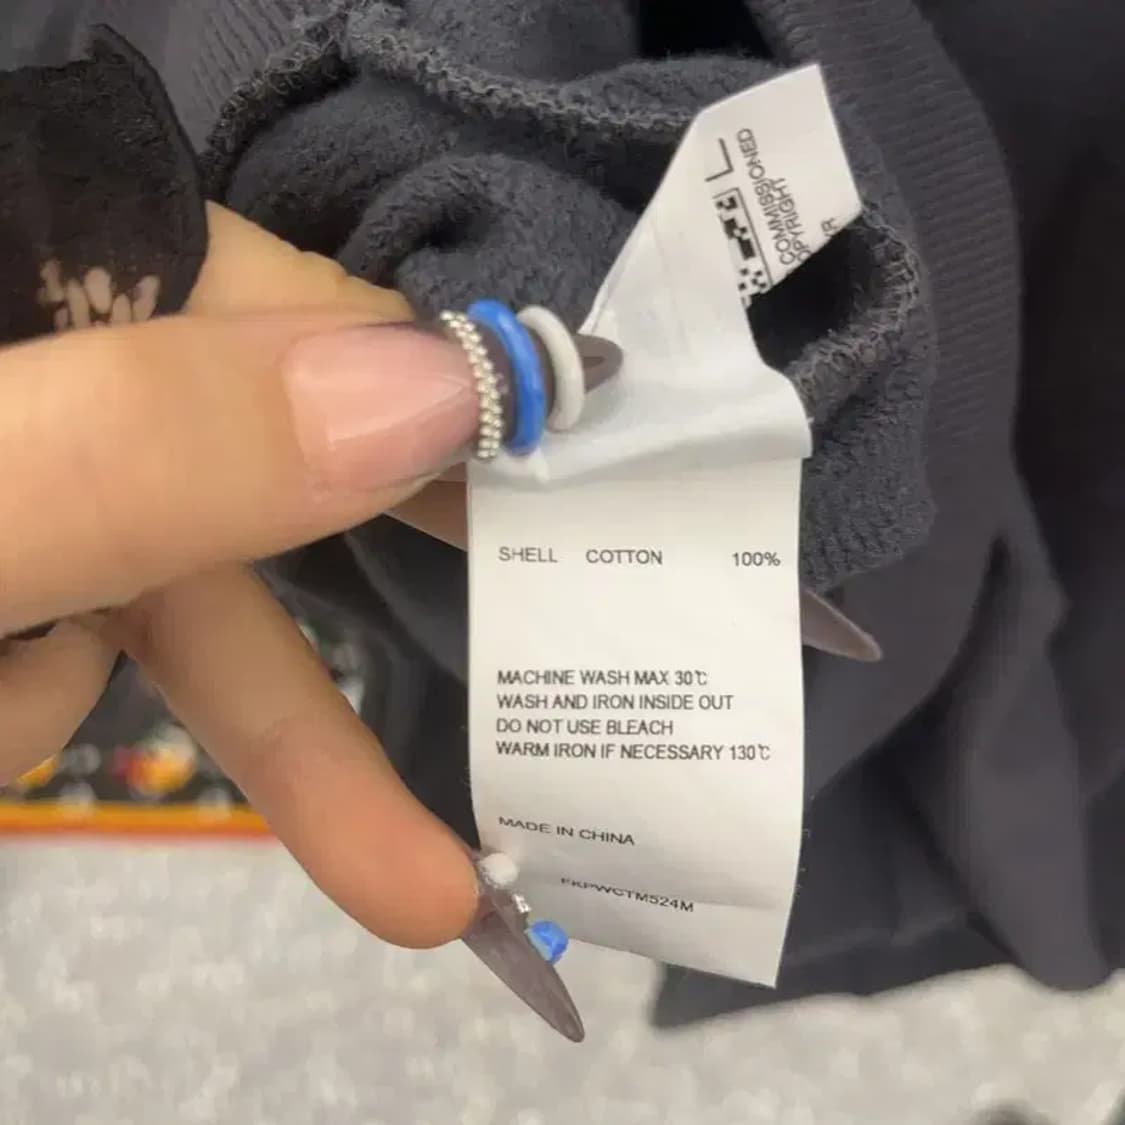 L
COMMISSIONED
SHELL COTTON 100%
MACHINE WASH MAX 30℃
WASH AND IRON INSIDE OUT
DO NOT USE BLEACH
WARM IRON IF NECESSARY 130℃
MADE IN CHINA